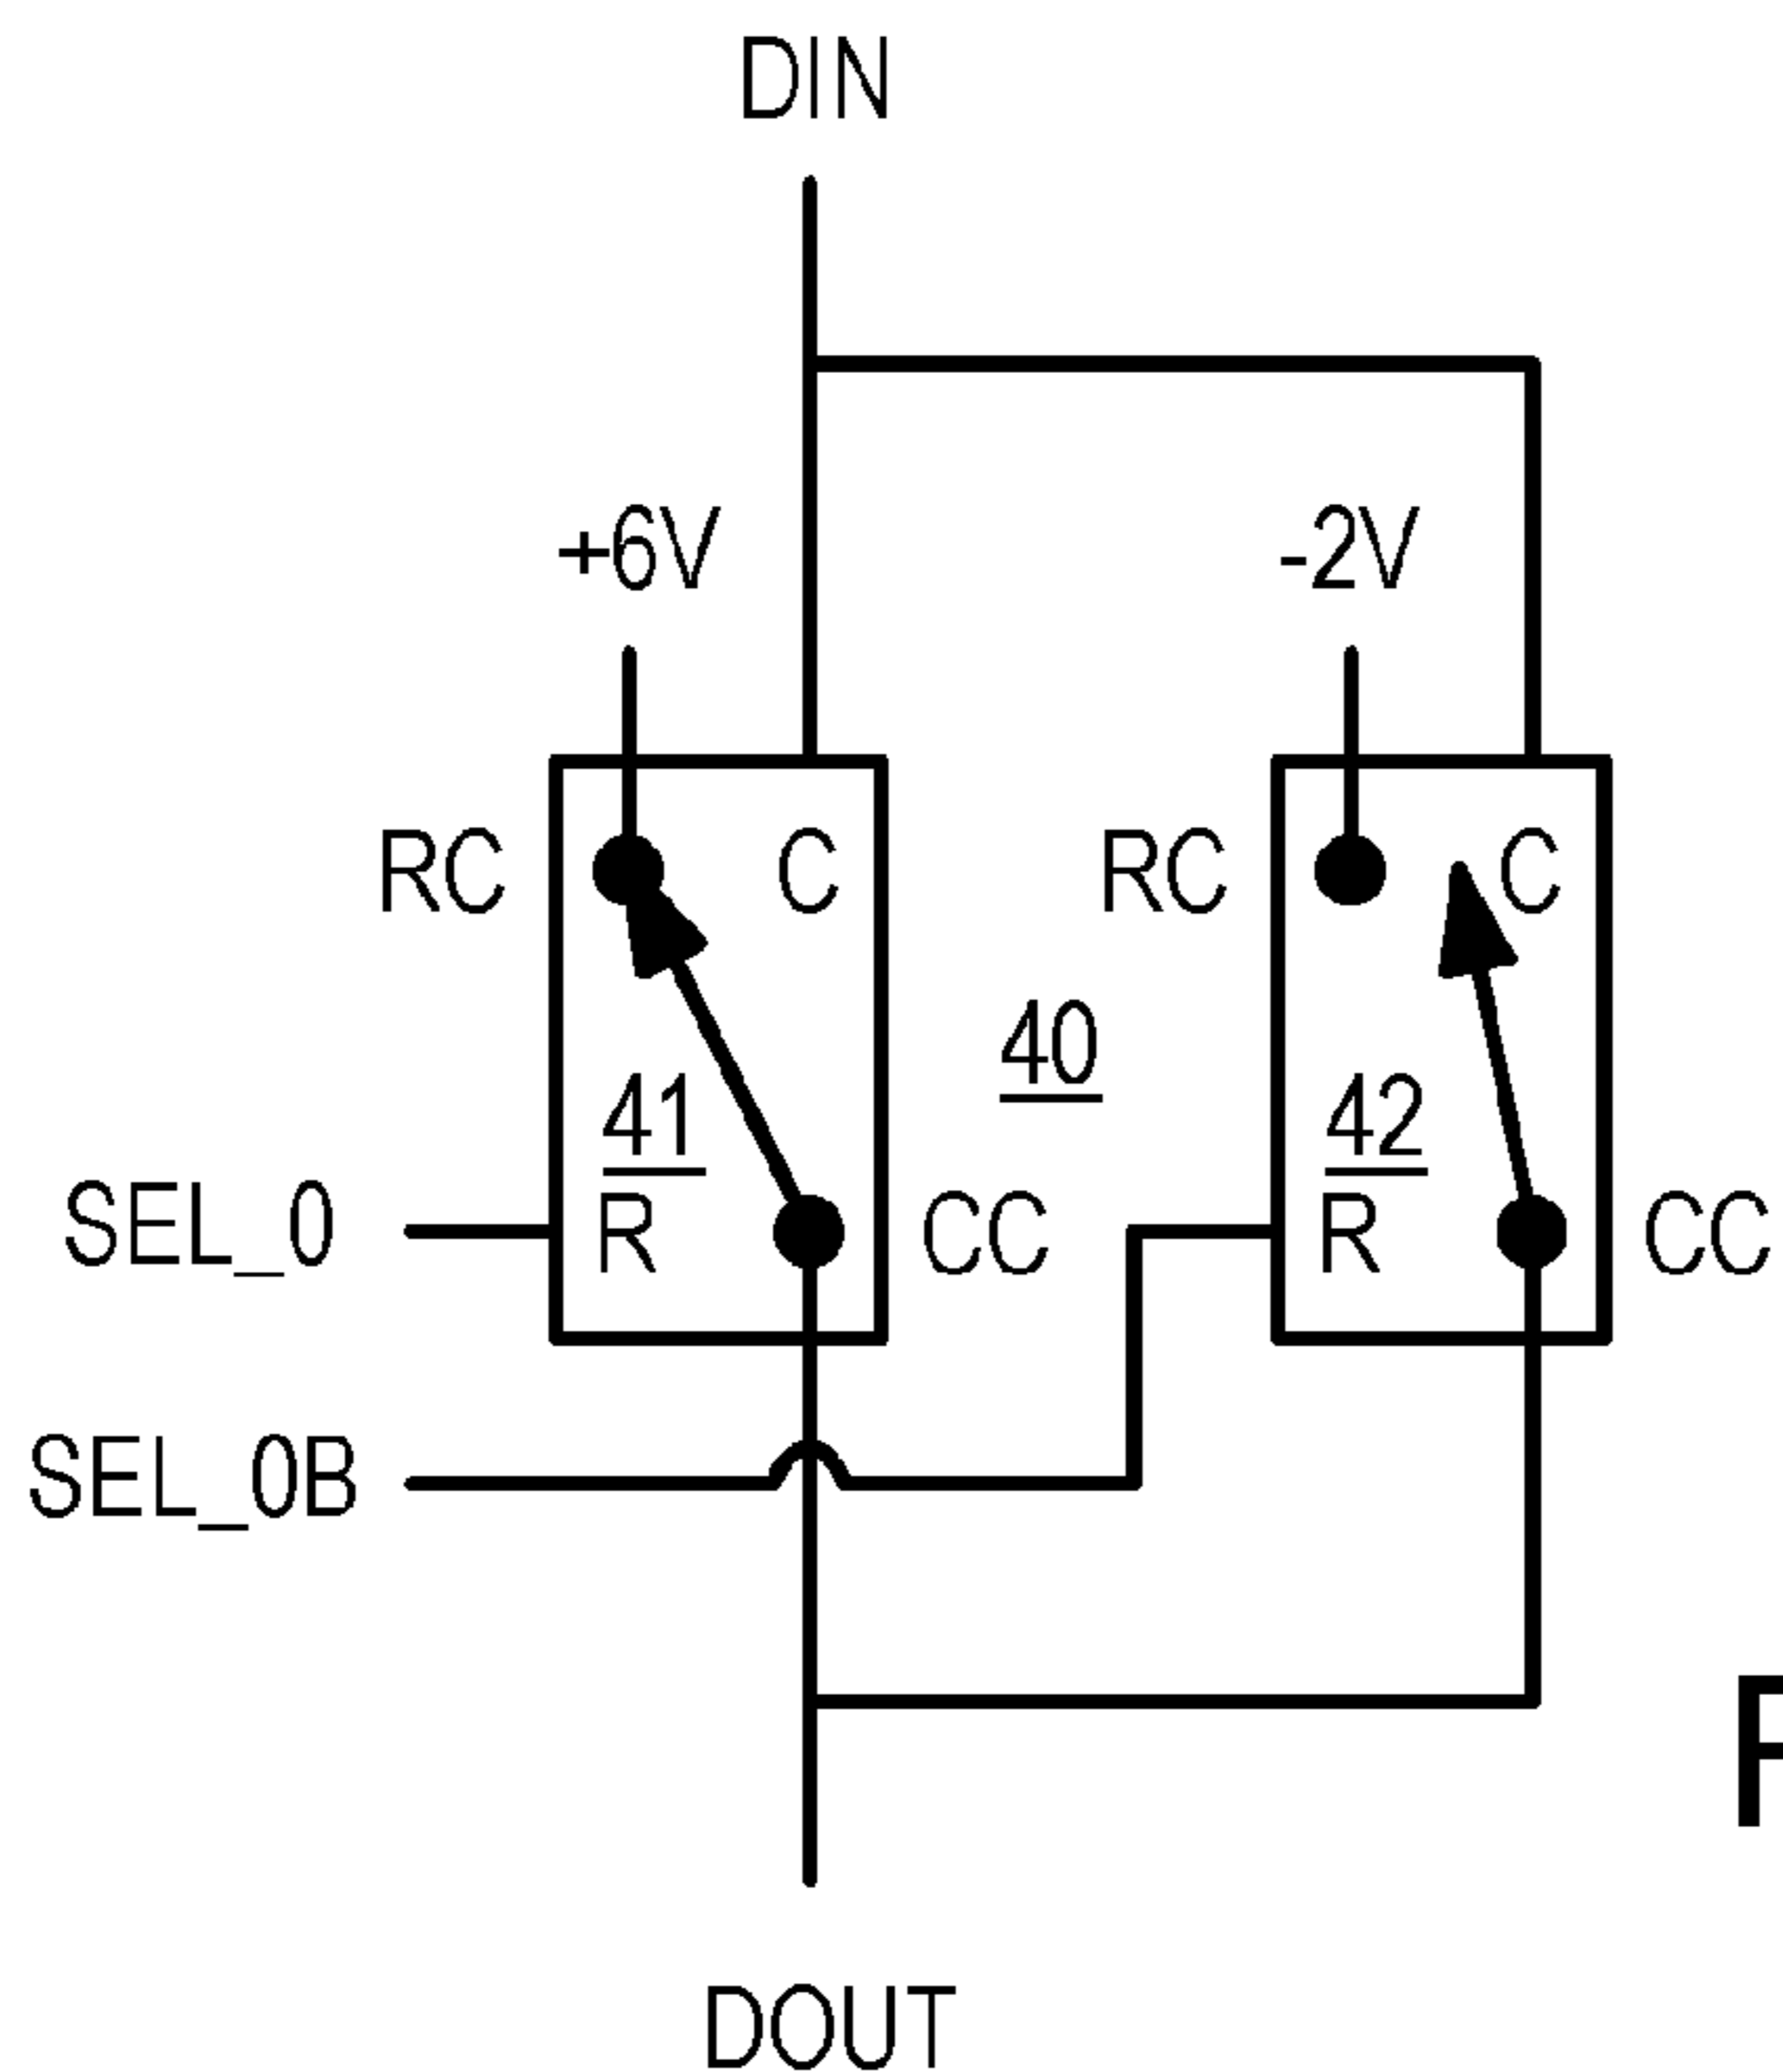 DIN
+6V -2V
RC C RC C
40
41 42
SEL_0 R CC R CC
SEL_0B
DOUT